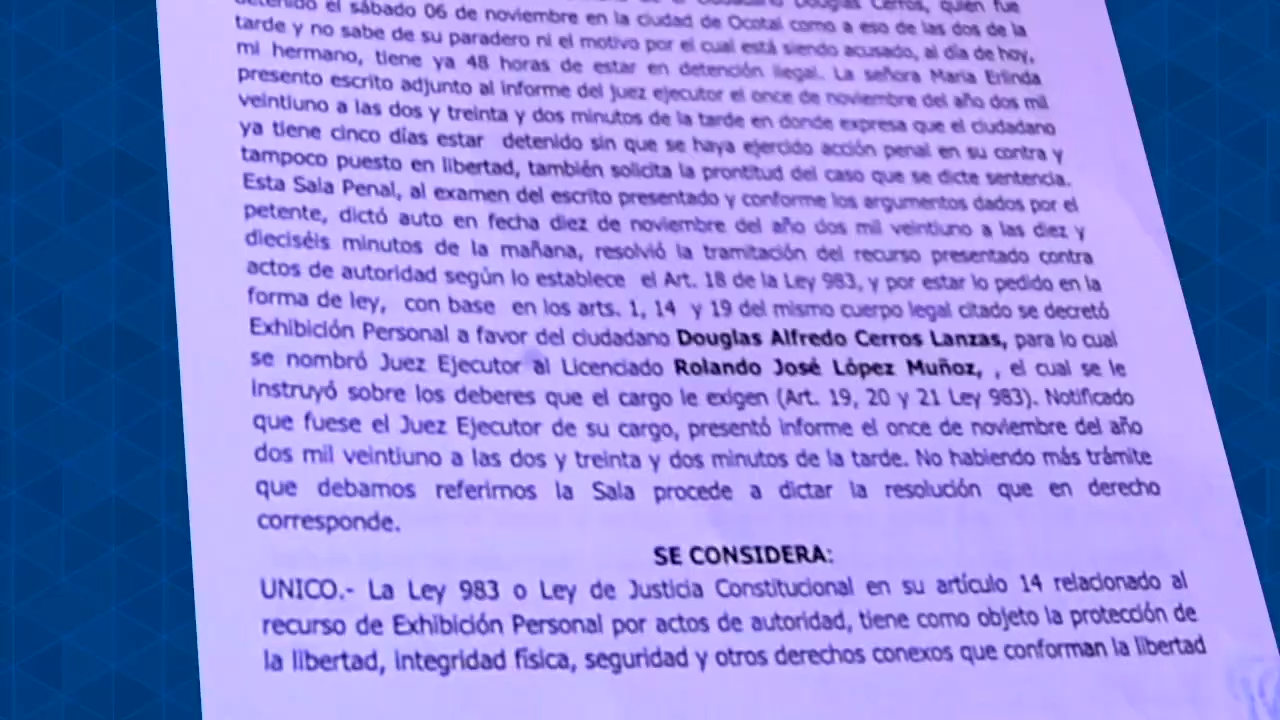 detenido el sábado 06 de noviembre en la ciudad de Ocotal como a eso de las dos de la
tarde y no sabe de su paradero ni el motivo por el cual está siendo acusado, al día de hoy,
mi hermano, tiene ya 48 horas de estar en detención ilegal. La señora María Erlinda
presento escrito adjunto al informe del juez ejecutor el once de noviembre del año dos mil
veintiuno a las dos y treinta y dos minutos de la tarde en donde expresa que el ciudadano
ya tiene cinco días estar detenido sin que se haya ejercido acción penal en su contra y
tampoco puesto en libertad, también solicita la prontitud del caso que se dicte sentencia.
Esta Sala Penal, al examen del escrito presentado y conforme los argumentos dados por el
petente, dictó auto en fecha diez de noviembre del año dos mil veintiuno a las diez y
dieciséis minutos de la mañana, resolvió la tramitación del recurso presentado contra
actos de autoridad según lo establece el Art. 18 de la Ley 983, y por estar lo pedido en la
forma de ley, con base en los arts. 1, 14 y 19 del mismo cuerpo legal citado se decretó
Exhibición Personal a favor del ciudadano Douglas Alfredo Cerros Lanzas, para lo cual
se nombró Juez Ejecutor al Licenciado Rolando José López Muñoz, , el cual se le
instruyó sobre los deberes que el cargo le exigen (Art. 19, 20 y 21 Ley 983). Notificado
que fuese el Juez Ejecutor de su cargo, presentó informe el once de noviembre del año
dos mil veintiuno a las dos y treinta y dos minutos de la tarde. No habiendo más trámite
que debamos referirnos la Sala procede a dictar la resolución que en derecho
corresponde.
SE CONSIDERA:
UNICO.- La Ley 983 o Ley de Justicia Constitucional en su artículo 14 relacionado al
recurso de Exhibición Personal por actos de autoridad, tiene como objeto la protección de
la libertad, integridad física, seguridad y otros derechos conexos que conforman la libertad